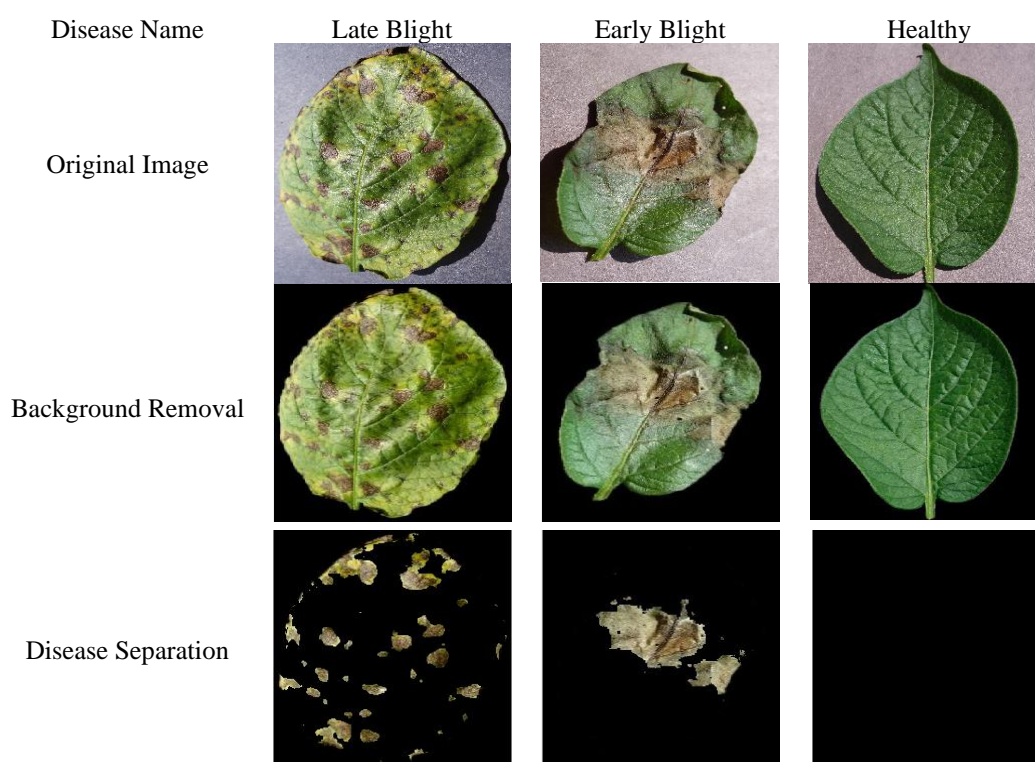 Disease Name Late Blight Early Blight Healthy
Original Image
Background Removal
Disease Separation